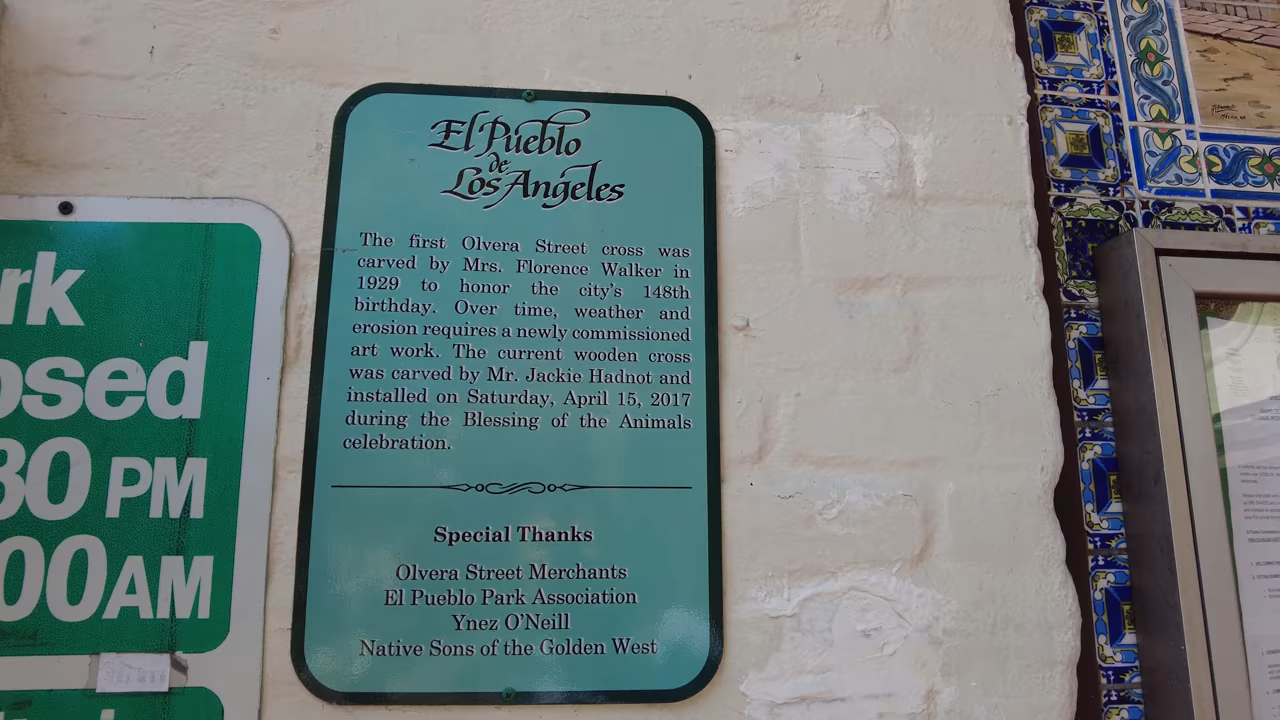 El Pueblo
de
Los Angeles
The first Olvera Street cross was
carved by Mrs. Florence Walker in
1929 to honor the city's 148th
birthday. Over time, weather and
erosion requires a newly commissioned
art work. The current wooden cross
was carved by Mr. Jackie Hadnot and
installed on Saturday, April 15, 2017
during the Blessing of the Animals
celebration.
Special Thanks
Olvera Street Merchants
El Pueblo Park Association
Ynez O'Neill
Native Sons of the Golden West
rk
osed
30 PM
00AM